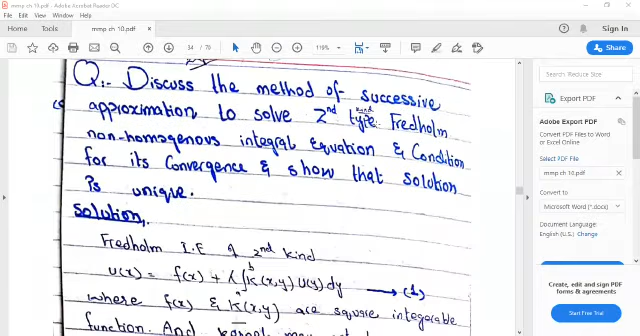 mmp ch 10.pdf - Adobe Acrobat Reader DC
File Edit View Window Help
Home Tools mmp ch 10.pdf × Sign In
34 / 70 119% Share
Q:- Discuss the method of successive
approximation to solve 2nd kind type Fredholm
non-homogenous integral Equation & Condition
for its Convergence & show that solution
is unique.
Solution,
Fredholm I.E of 2nd kind
u(x) = f(x) + λ∫ₐᵇ K(x,y) u(y) dy → (1)
where f(x) & K(x,y) are square integerable
function. And
Search 'Reduce Size'
Export PDF
Adobe Export PDF
Convert PDF Files to Word
or Excel Online
Select PDF File
mmp ch 10.pdf ×
Convert to
Microsoft Word (*.docx)
Document Language:
English (U.S.) Change
Create, edit and sign PDF
forms & agreements
Start Free Trial